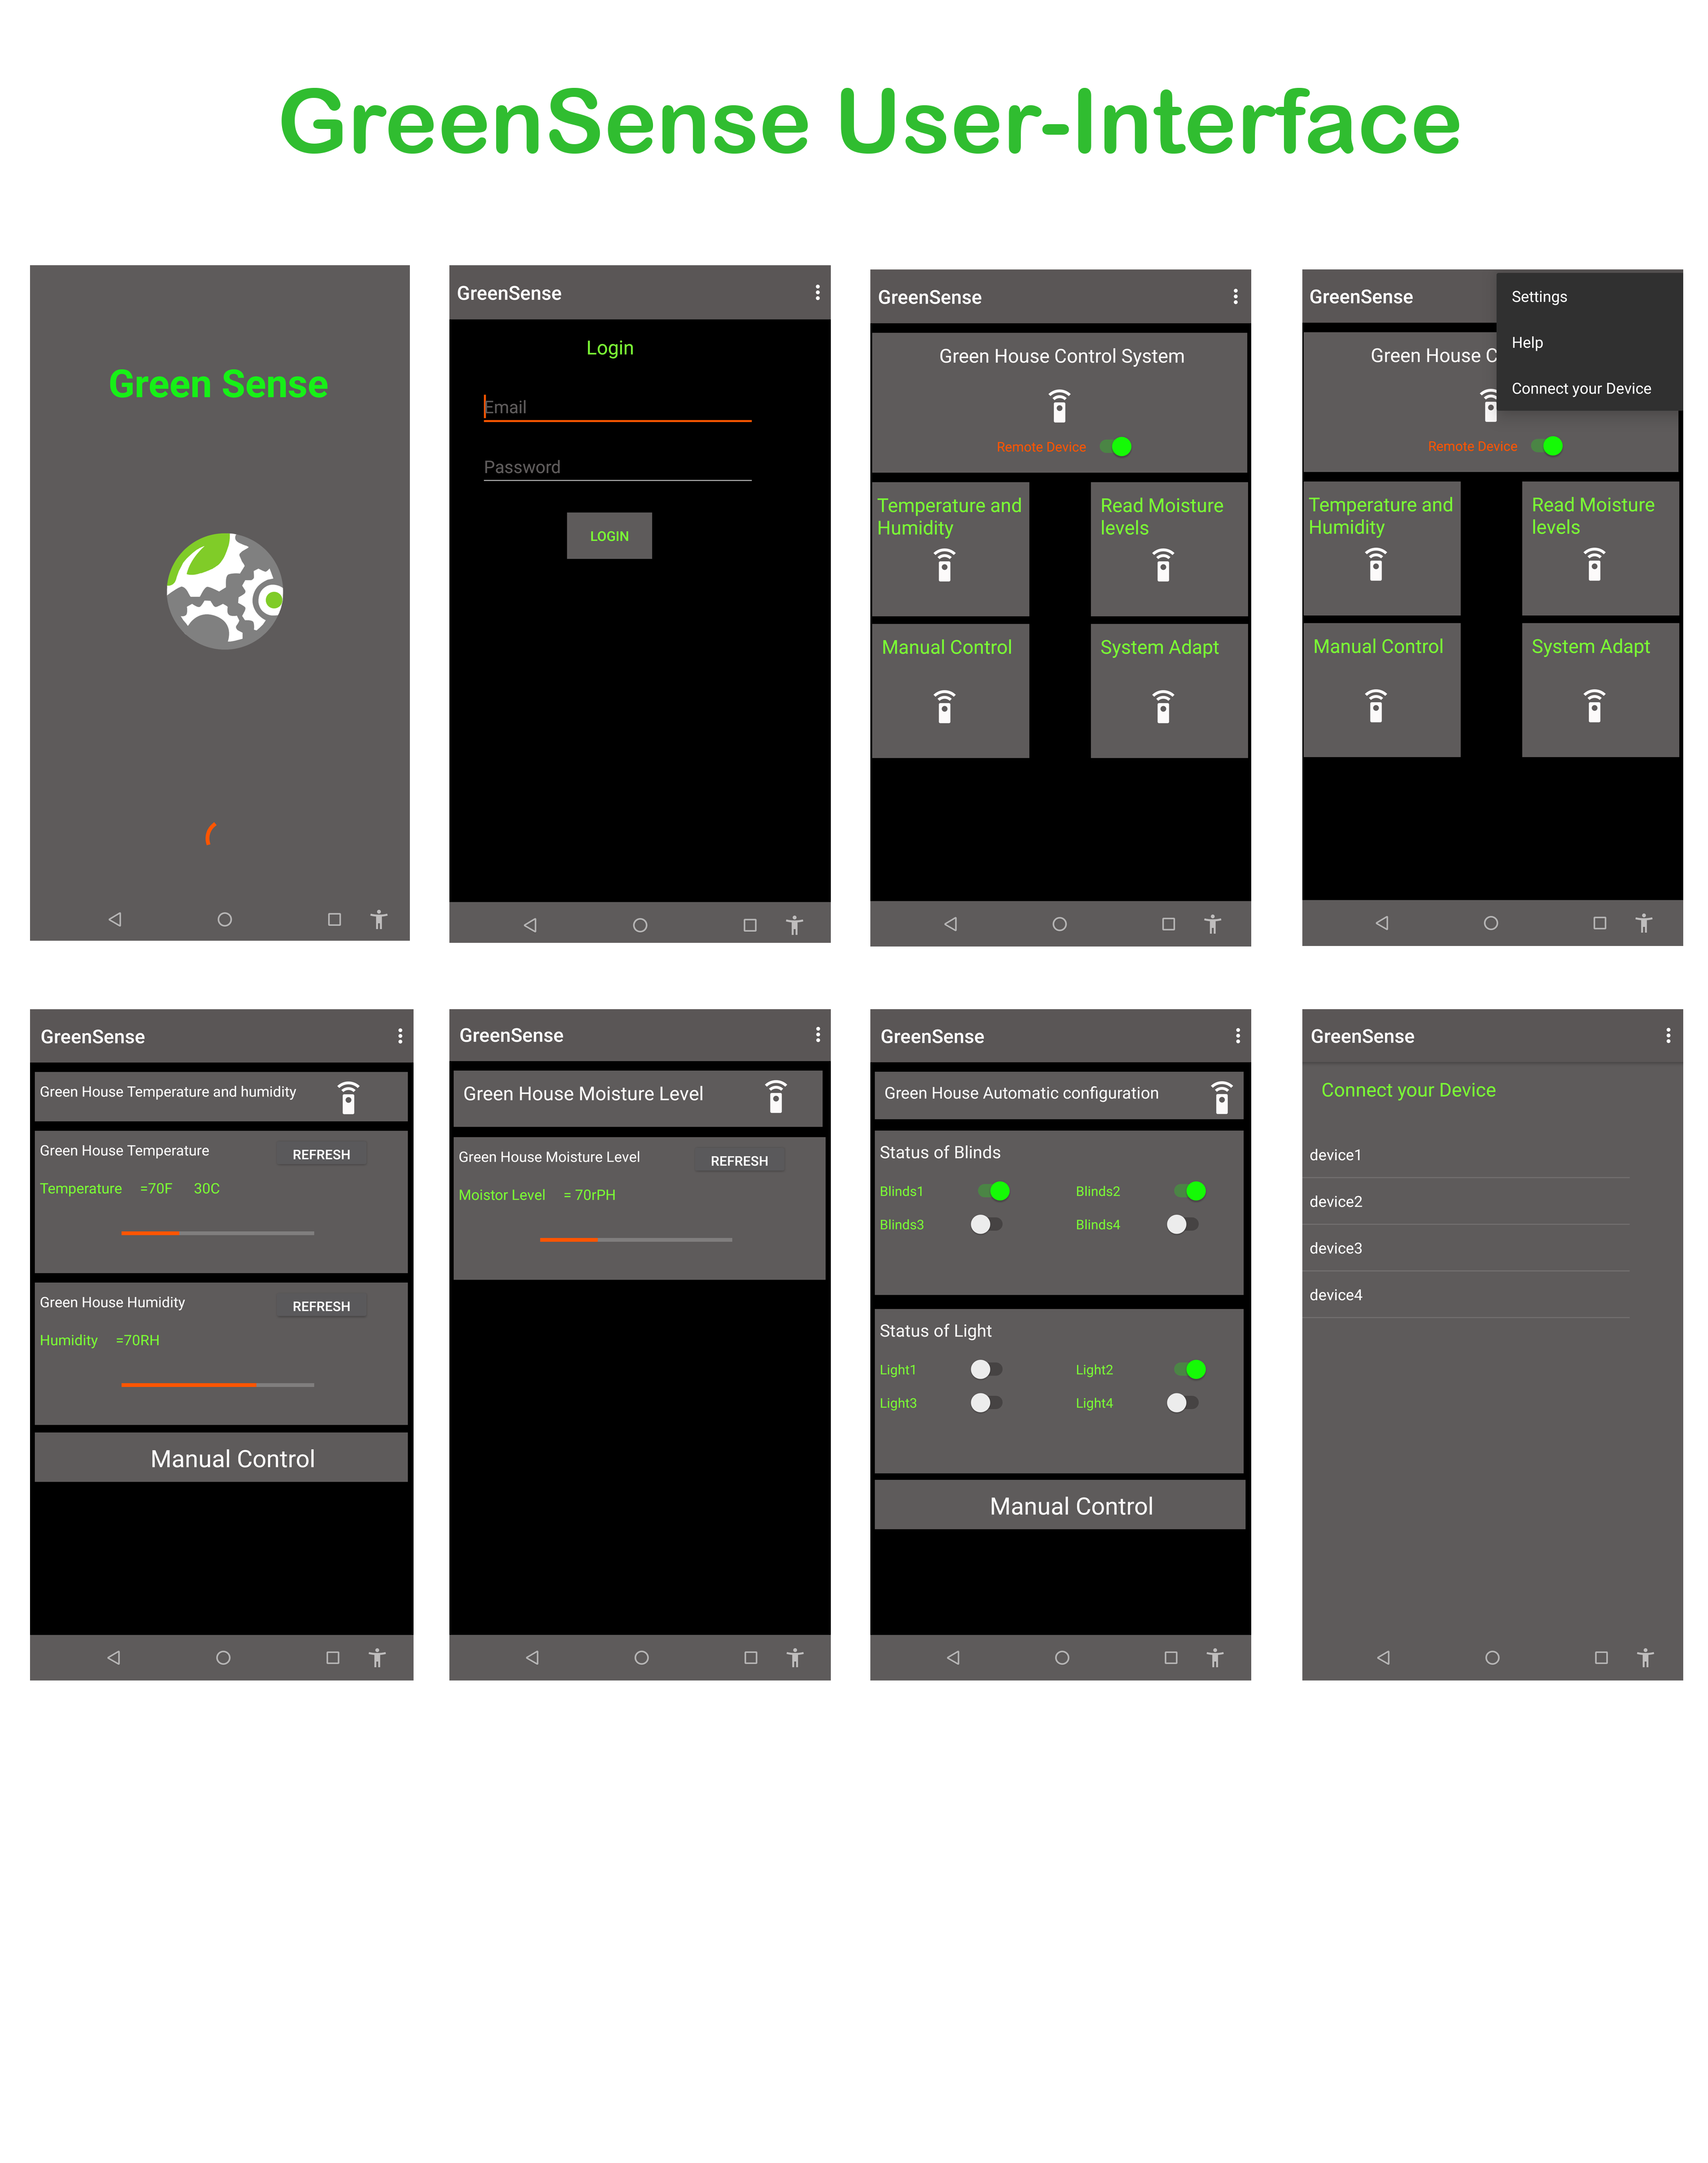 GreenSense User-Interface
Green Sense
GreenSense
Login
Email
Password
LOGIN
GreenSense
Green House Control System
Remote Device
Temperature and
Humidity
Read Moisture
levels
Manual Control
System Adapt
GreenSense
Settings
Help
Connect your Device
Green House C
Remote Device
Temperature and
Humidity
Read Moisture
levels
Manual Control
System Adapt
GreenSense
Green House Temperature and humidity
Green House Temperature
REFRESH
Temperature =70F 30C
Green House Humidity
REFRESH
Humidity =70RH
Manual Control
GreenSense
Green House Moisture Level
Green House Moisture Level
REFRESH
Moistor Level = 70rPH
GreenSense
Green House Automatic configuration
Status of Blinds
Blinds1 Blinds2
Blinds3 Blinds4
Status of Light
Light1 Light2
Light3 Light4
Manual Control
GreenSense
Connect your Device
device1
device2
device3
device4